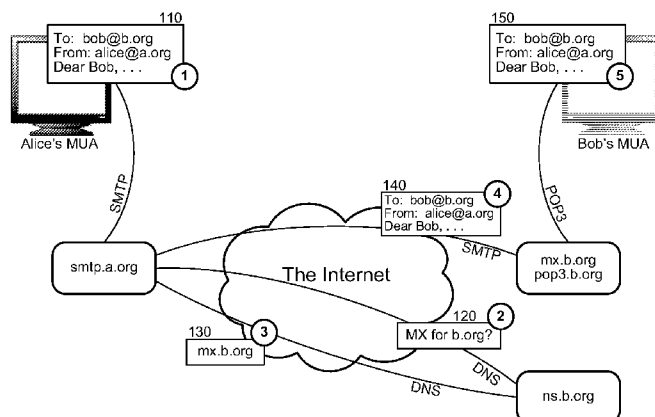 110
To: bob@b.org
From: alice@a.org
Dear Bob, . . .
1
Alice's MUA
150
To: bob@b.org
From: alice@a.org
Dear Bob, . . .
5
Bob's MUA
SMTP
POP3
140
To: bob@b.org
From: alice@a.org
Dear Bob, . . .
4
SMTP
smtp.a.org
The Internet
mx.b.org
pop3.b.org
120
MX for b.org?
2
130
mx.b.org
3
DNS
DNS
ns.b.org